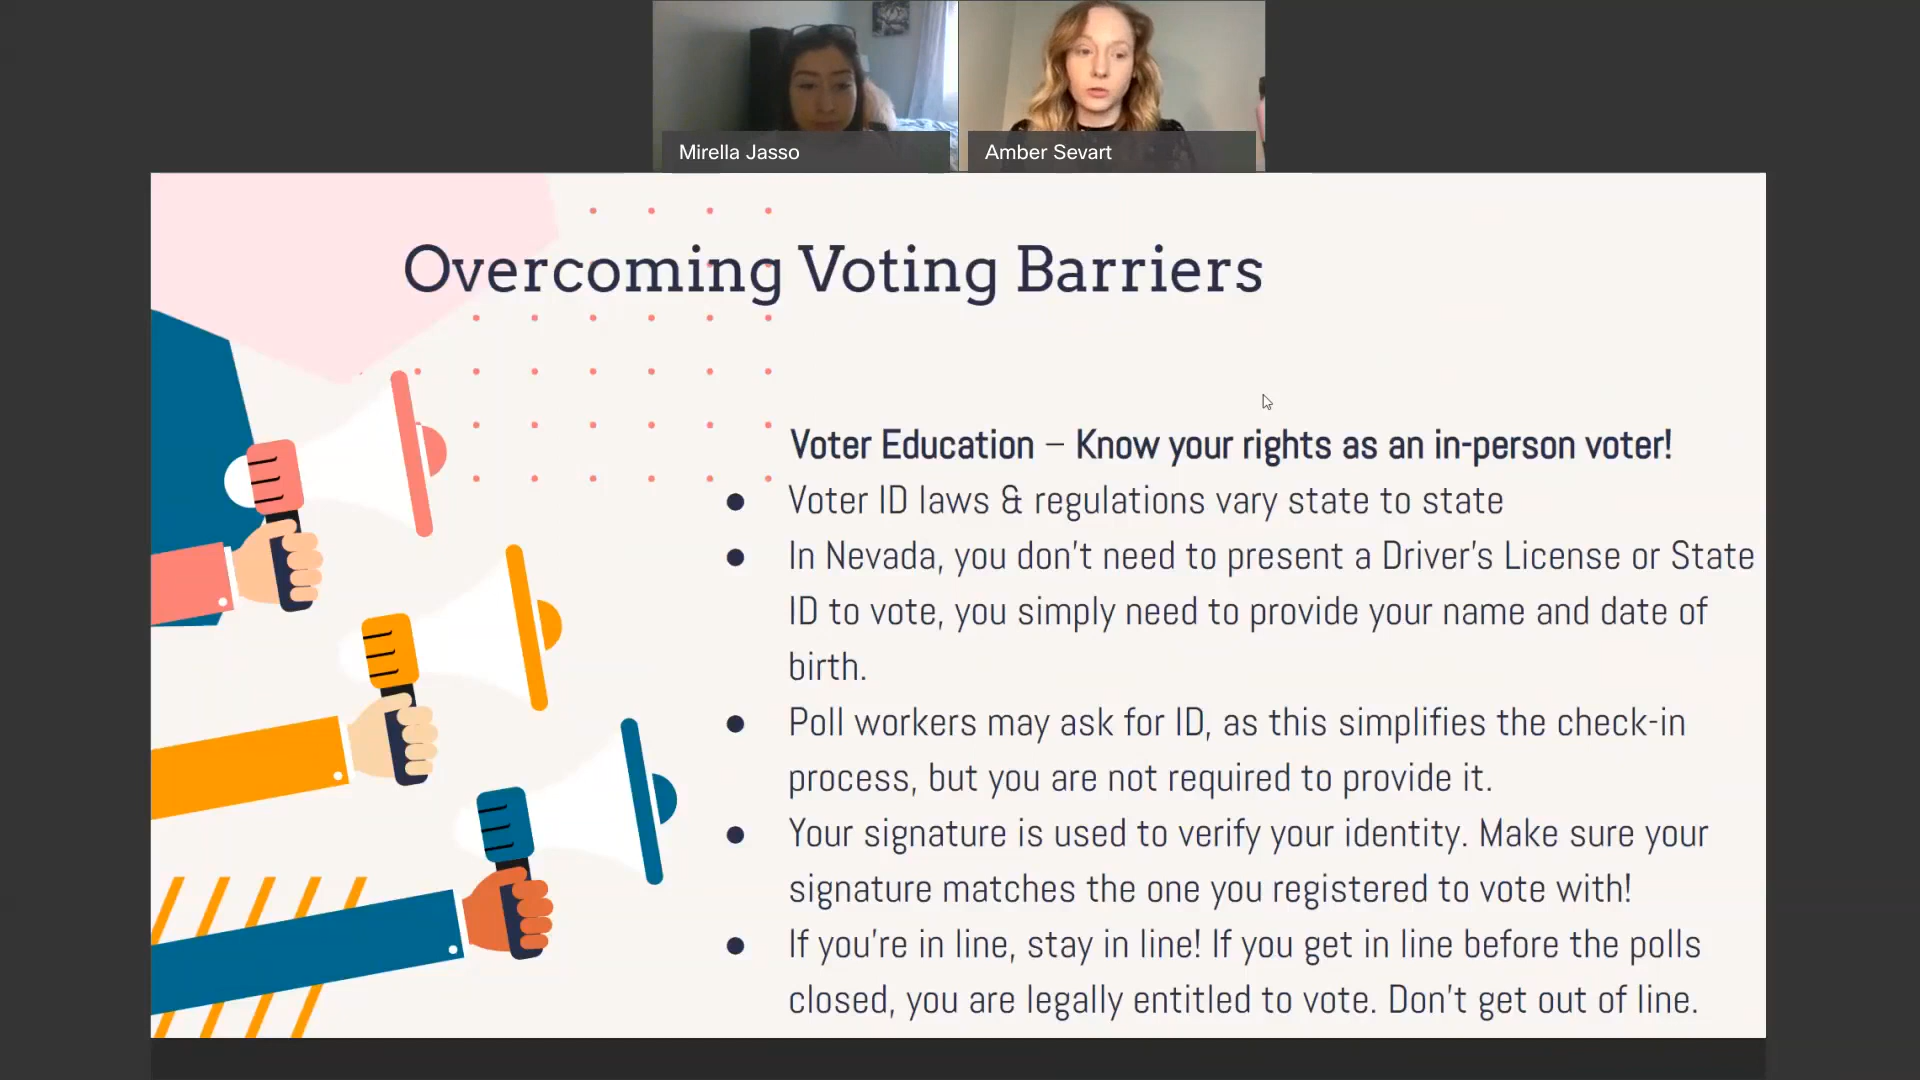 Mirella Jasso
Amber Sevart
Overcoming Voting Barriers
Voter Education – Know your rights as an in-person voter!
● Voter ID laws & regulations vary state to state
● In Nevada, you don't need to present a Driver's License or State
ID to vote, you simply need to provide your name and date of
birth.
● Poll workers may ask for ID, as this simplifies the check-in
process, but you are not required to provide it.
● Your signature is used to verify your identity. Make sure your
signature matches the one you registered to vote with!
● If you're in line, stay in line! If you get in line before the polls
closed, you are legally entitled to vote. Don't get out of line.